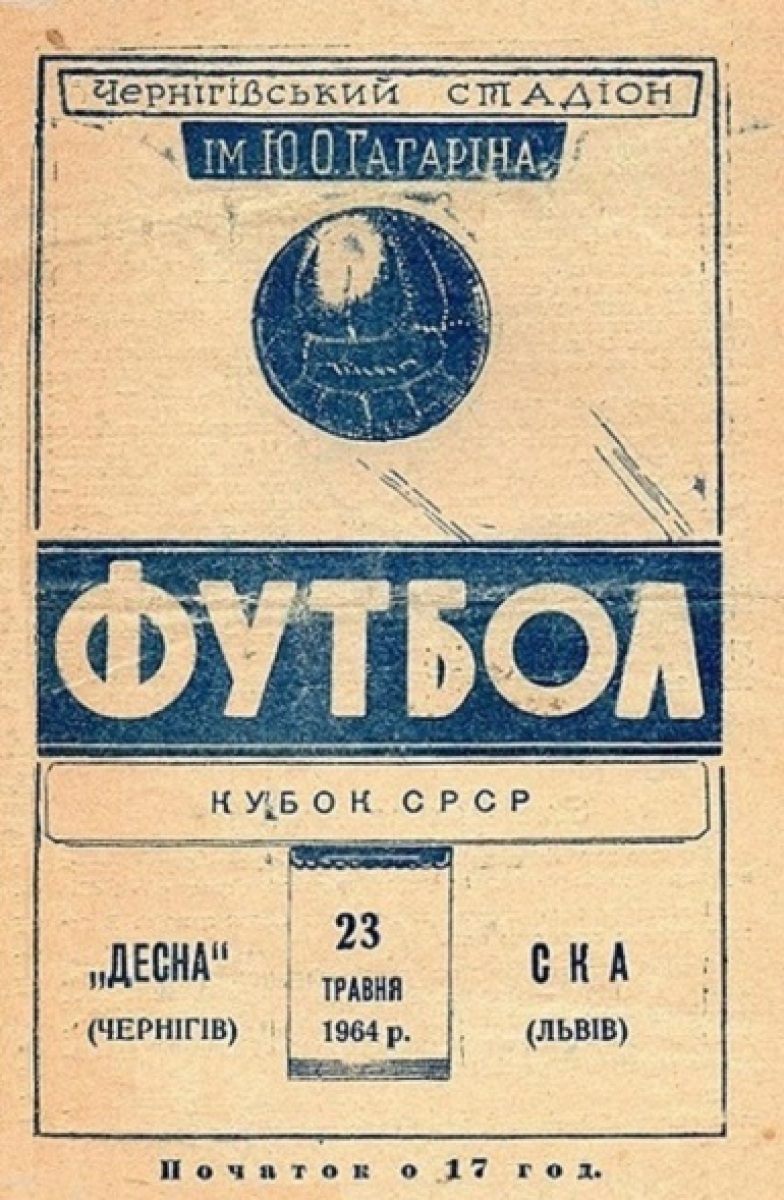 Чернігівський стадіон
ім. Ю.О.Гагаріна
ФУТБОЛ
КУБОК СРСР
„ДЕСНА“
(ЧЕРНІГІВ)
23
ТРАВНЯ
1964 р.
СКА
(ЛЬВІВ)
Початок о 17 год.